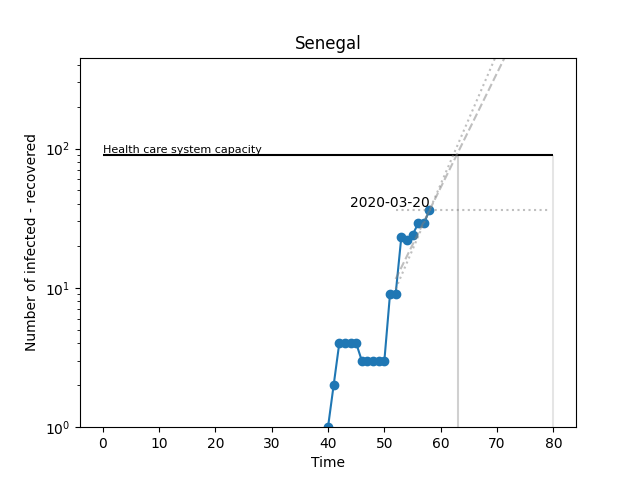 Senegal
Number of infected - recovered
10²
Health care system capacity
2020-03-20
10¹
10⁰
0 10 20 30 40 50 60 70 80
Time